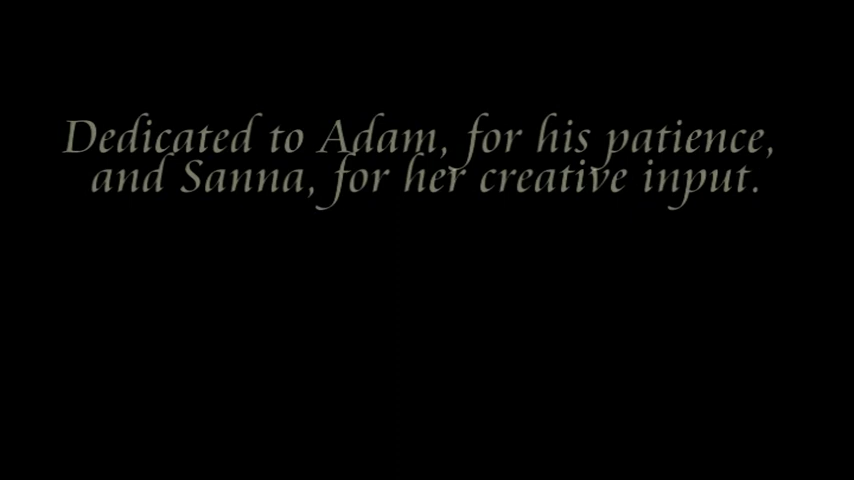 Dedicated to Adam, for his patience,
and Sanna, for her creative input.